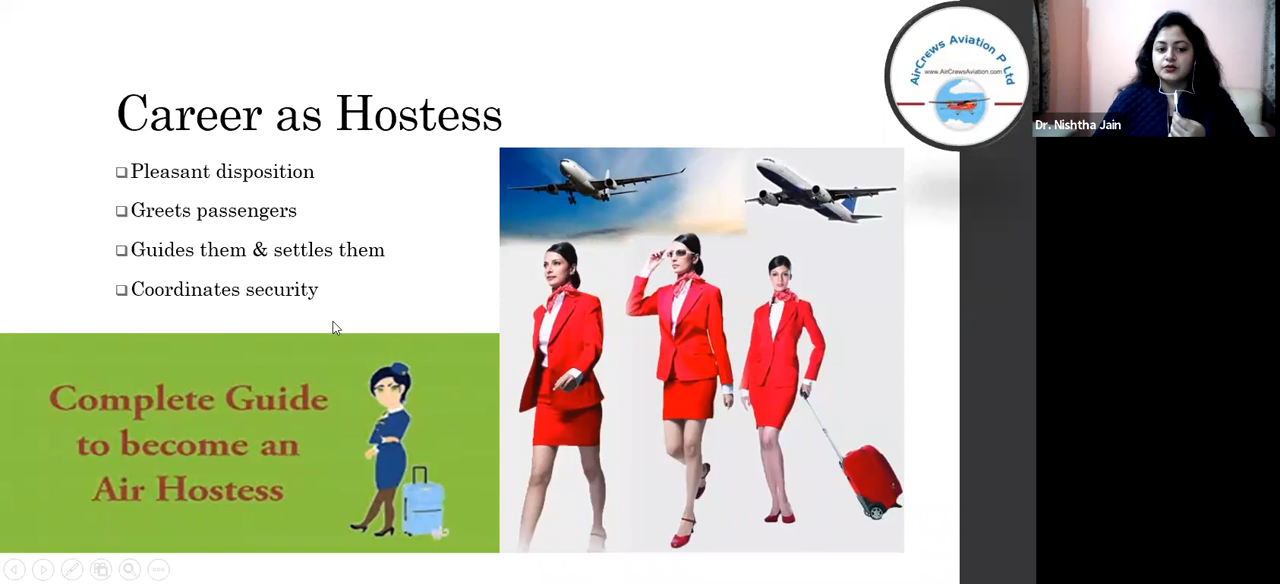 Career as Hostess
Pleasant disposition
Greets passengers
Guides them & settles them
Coordinates security
Complete Guide
to become an
Air Hostess
AirCrews Aviation P Ltd
www.AirCrewsAviation.com
Dr. Nishtha Jain